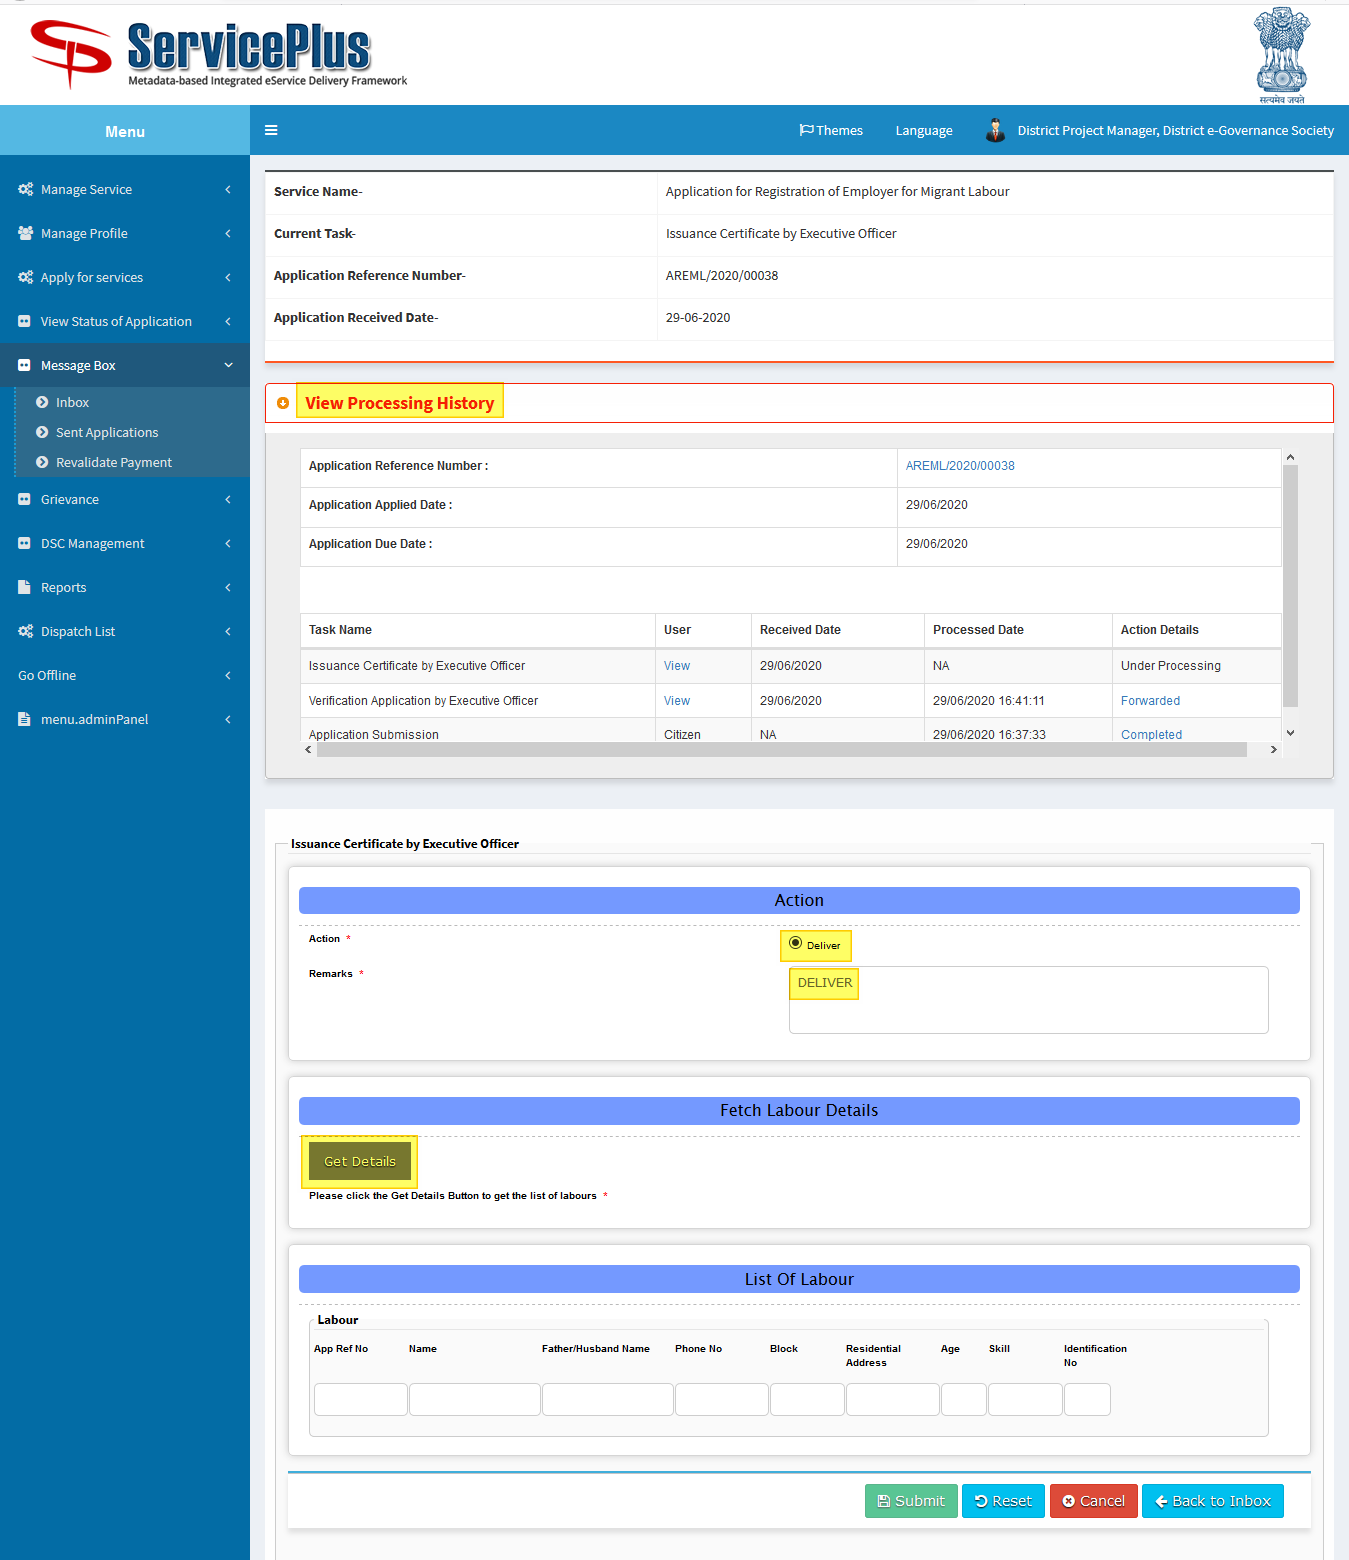 ServicePlus
Metadata-based Integrated eService Delivery Framework
सत्यमेव जयते
Menu
Themes
Language
District Project Manager, District e-Governance Society
Manage Service
Manage Profile
Apply for services
View Status of Application
Message Box
Inbox
Sent Applications
Revalidate Payment
Grievance
DSC Management
Reports
Dispatch List
Go Offline
menu.adminPanel
Service Name- Application for Registration of Employer for Migrant Labour
Current Task- Issuance Certificate by Executive Officer
Application Reference Number- AREML/2020/00038
Application Received Date- 29-06-2020
View Processing History
Application Reference Number : AREML/2020/00038
Application Applied Date : 29/06/2020
Application Due Date : 29/06/2020
Task Name User Received Date Processed Date Action Details
Issuance Certificate by Executive Officer View 29/06/2020 NA Under Processing
Verification Application by Executive Officer View 29/06/2020 29/06/2020 16:41:11 Forwarded
Application Submission Citizen NA 29/06/2020 16:37:33 Completed
Issuance Certificate by Executive Officer
Action
Action * Deliver
Remarks * DELIVER
Fetch Labour Details
Get Details
Please click the Get Details Button to get the list of labours *
List Of Labour
Labour
App Ref No Name Father/Husband Name Phone No Block Residential Address Age Skill Identification No
Submit Reset Cancel Back to Inbox